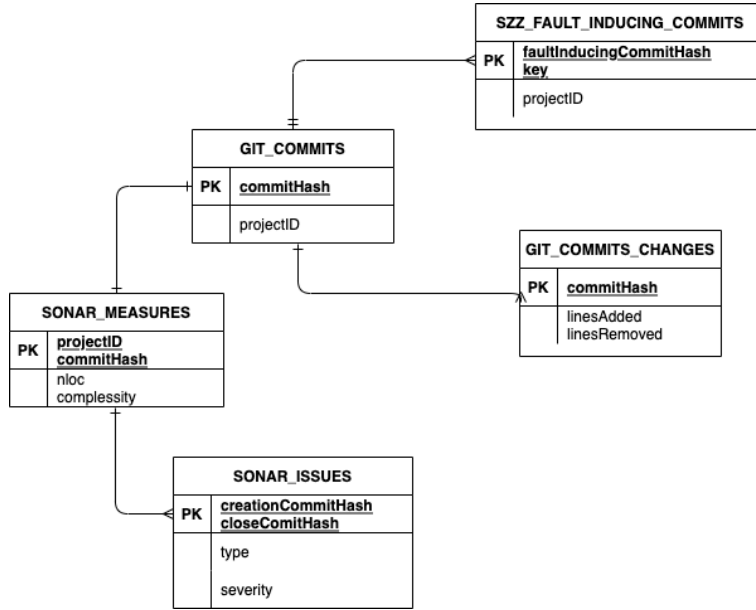 SZZ_FAULT_INDUCING_COMMITS
PK
faultInducingCommitHash
key
projectID
GIT_COMMITS
PK
commitHash
projectID
GIT_COMMITS_CHANGES
PK
commitHash
linesAdded
linesRemoved
SONAR_MEASURES
PK
projectID
commitHash
nloc
complessity
SONAR_ISSUES
PK
creationCommitHash
closeComitHash
type
severity